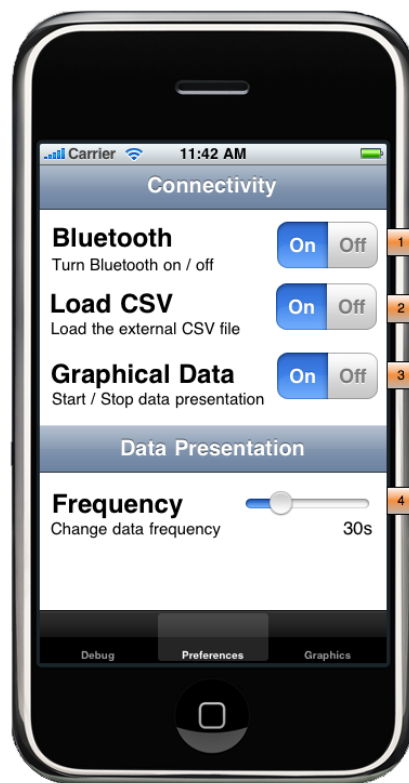 Carrier 11:42 AM
Connectivity
Bluetooth On Off 1
Turn Bluetooth on / off
Load CSV On Off 2
Load the external CSV file
Graphical Data On Off 3
Start / Stop data presentation
Data Presentation
Frequency 4
Change data frequency 30s
Debug Preferences Graphics